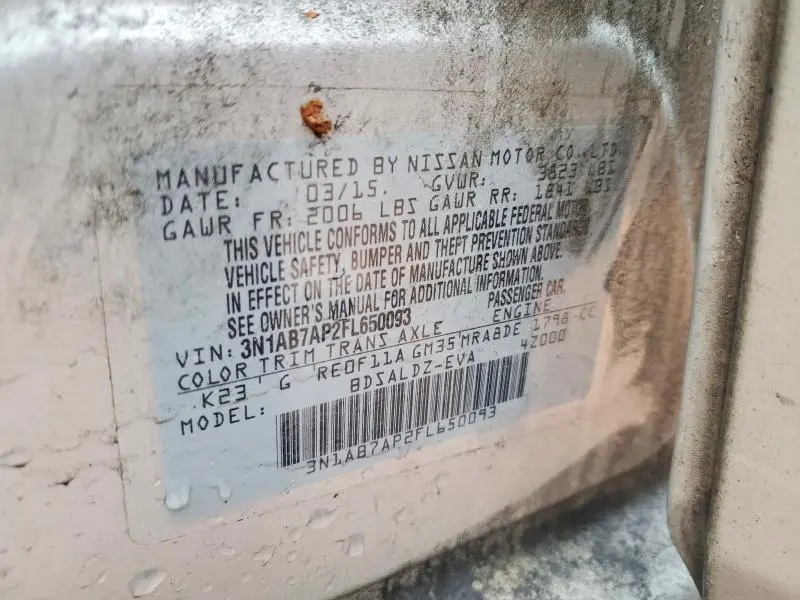 MANUFACTURED BY NISSAN MOTOR CO.,LTD.
DATE: 03/15. GVWR: 3823 LBS
GAWR FR: 2006 LBS GAWR RR: 1841 LBS
THIS VEHICLE CONFORMS TO ALL APPLICABLE FEDERAL MOTOR
VEHICLE SAFETY, BUMPER AND THEFT PREVENTION STANDARDS
IN EFFECT ON THE DATE OF MANUFACTURE SHOWN ABOVE.
SEE OWNER'S MANUAL FOR ADDITIONAL INFORMATION.
VIN: 3N1AB7AP2FL650093 PASSENGER CAR
COLOR TRIM TRANS AXLE ENGINE
K23 G RE0F11A GM35 MRA8DE 1798-CC
MODEL: BDSALDZ-EVA 42000
3N1AB7AP2FL650093